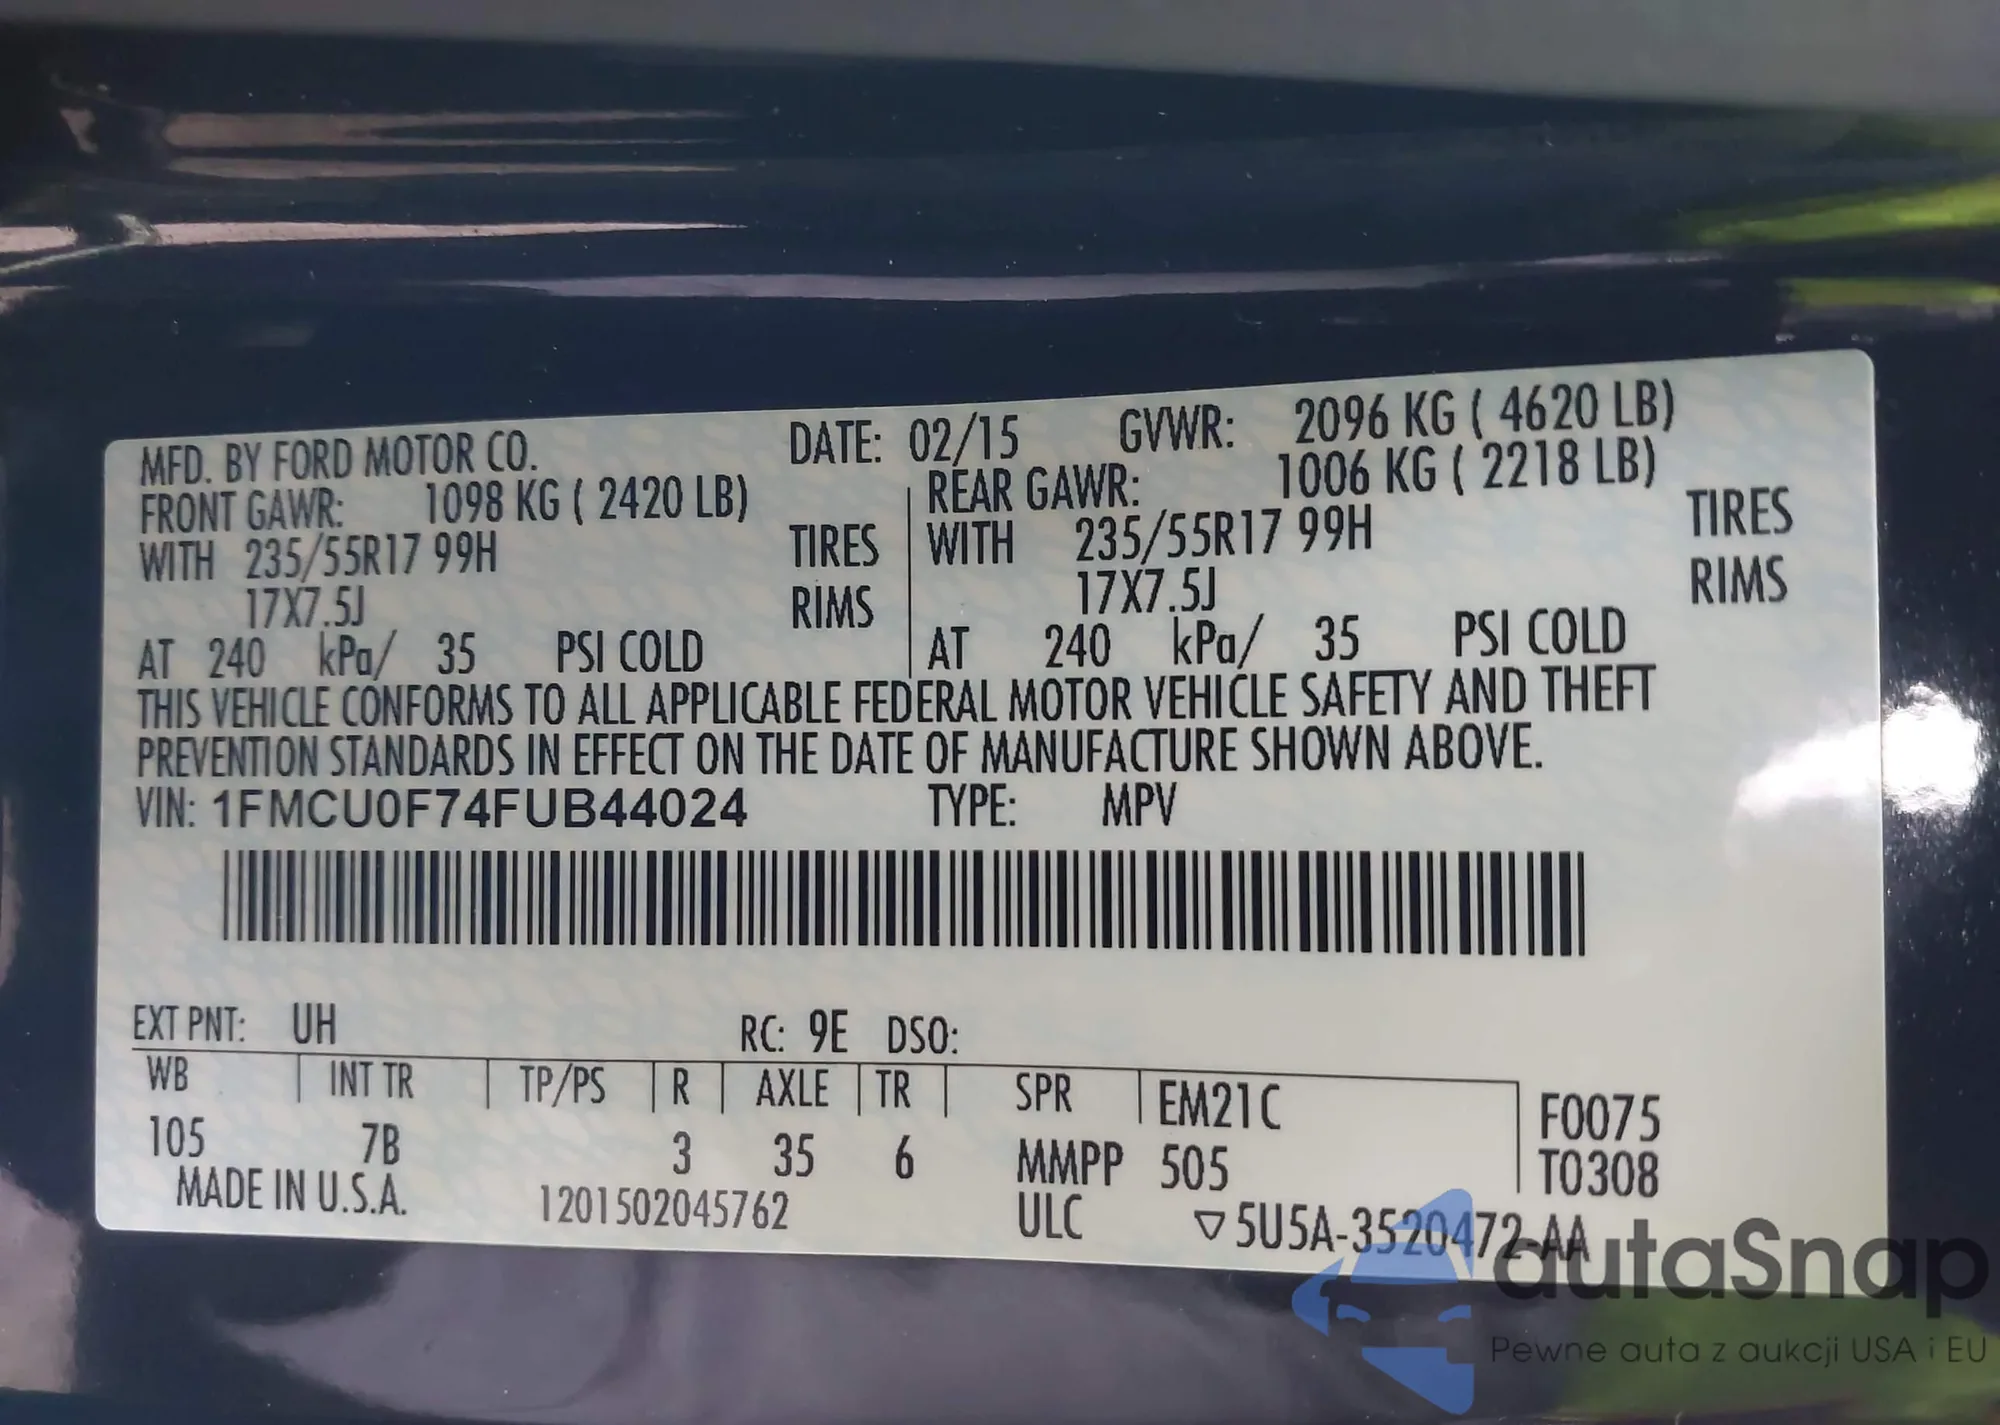 MFD. BY FORD MOTOR CO. DATE: 02/15 GVWR: 2096 KG ( 4620 LB)
FRONT GAWR: 1098 KG ( 2420 LB) REAR GAWR: 1006 KG ( 2218 LB)
WITH 235/55R17 99H TIRES WITH 235/55R17 99H TIRES
17X7.5J RIMS 17X7.5J RIMS
AT 240 kPa/ 35 PSI COLD AT 240 kPa/ 35 PSI COLD
THIS VEHICLE CONFORMS TO ALL APPLICABLE FEDERAL MOTOR VEHICLE SAFETY AND THEFT
PREVENTION STANDARDS IN EFFECT ON THE DATE OF MANUFACTURE SHOWN ABOVE.
VIN: 1FMCU0F74FUB44024 TYPE: MPV
EXT PNT: UH RC: 9E DSO:
WB INT TR TP/PS R AXLE TR SPR EM21C F0075
105 7B 3 35 6 MMPP 505 T0308
MADE IN U.S.A. 1201502045762 ULC ▽5U5A-3520472-AA
autaSnap
Pewne auta z aukcji USA i EU